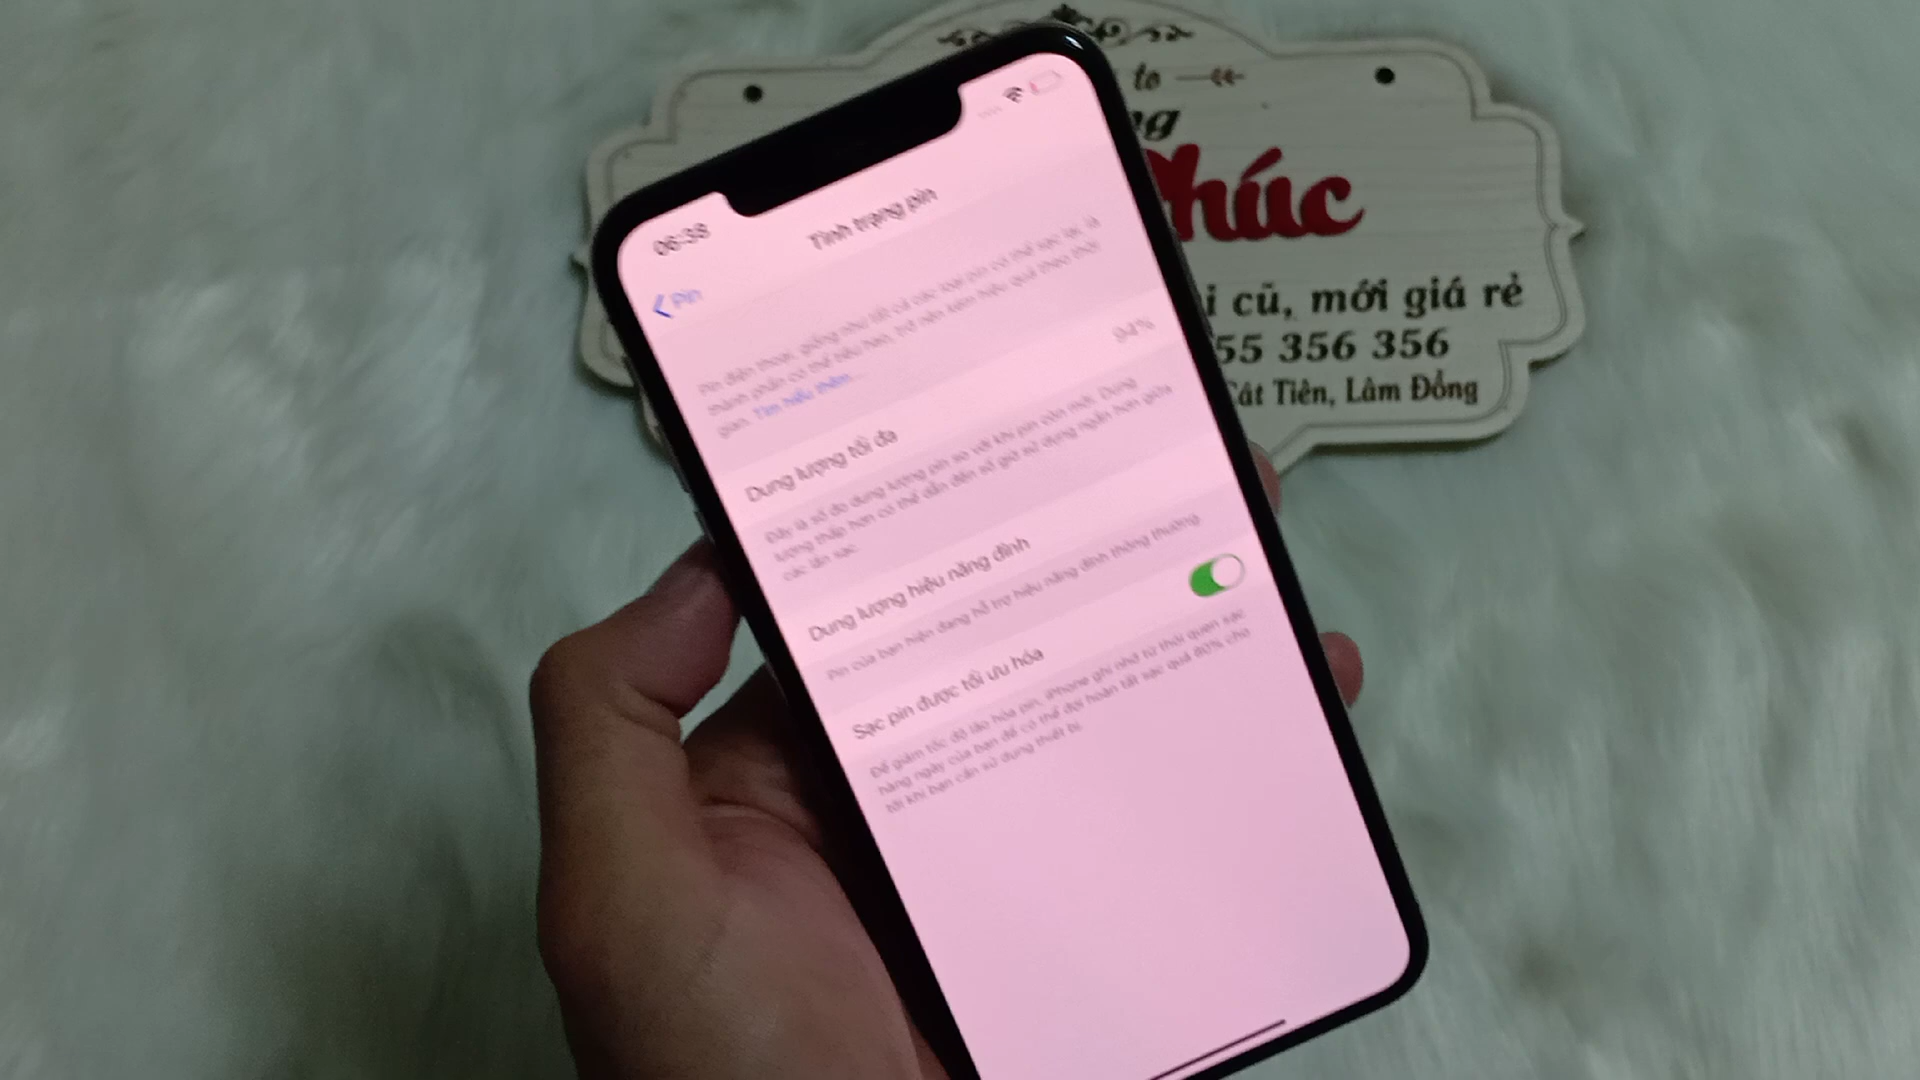 to
ng
Phúc
i cũ, mới giá rẻ
55 356 356
Cát Tiên, Lâm Đồng
06:38
Pin
Tình trạng pin
Pin điện thoại, giống như tất cả các loại pin có thể sạc lại, là
thành phần có thể tiêu hao, trở nên kém hiệu quả theo thời
gian. Tìm hiểu thêm...
Dung lượng tối đa 94%
Đây là số đo dung lượng pin so với khi pin còn mới. Dung
lượng thấp hơn có thể dẫn đến số giờ sử dụng ngắn hơn giữa
các lần sạc.
Dung lượng hiệu năng đỉnh
Pin của bạn hiện đang hỗ trợ hiệu năng đỉnh thông thường.
Sạc pin được tối ưu hóa
Để giảm tốc độ lão hóa pin, iPhone ghi nhớ từ thói quen sạc
hàng ngày của bạn để có thể đợi hoàn tất sạc quá 80% cho
tới khi bạn cần sử dụng thiết bị.